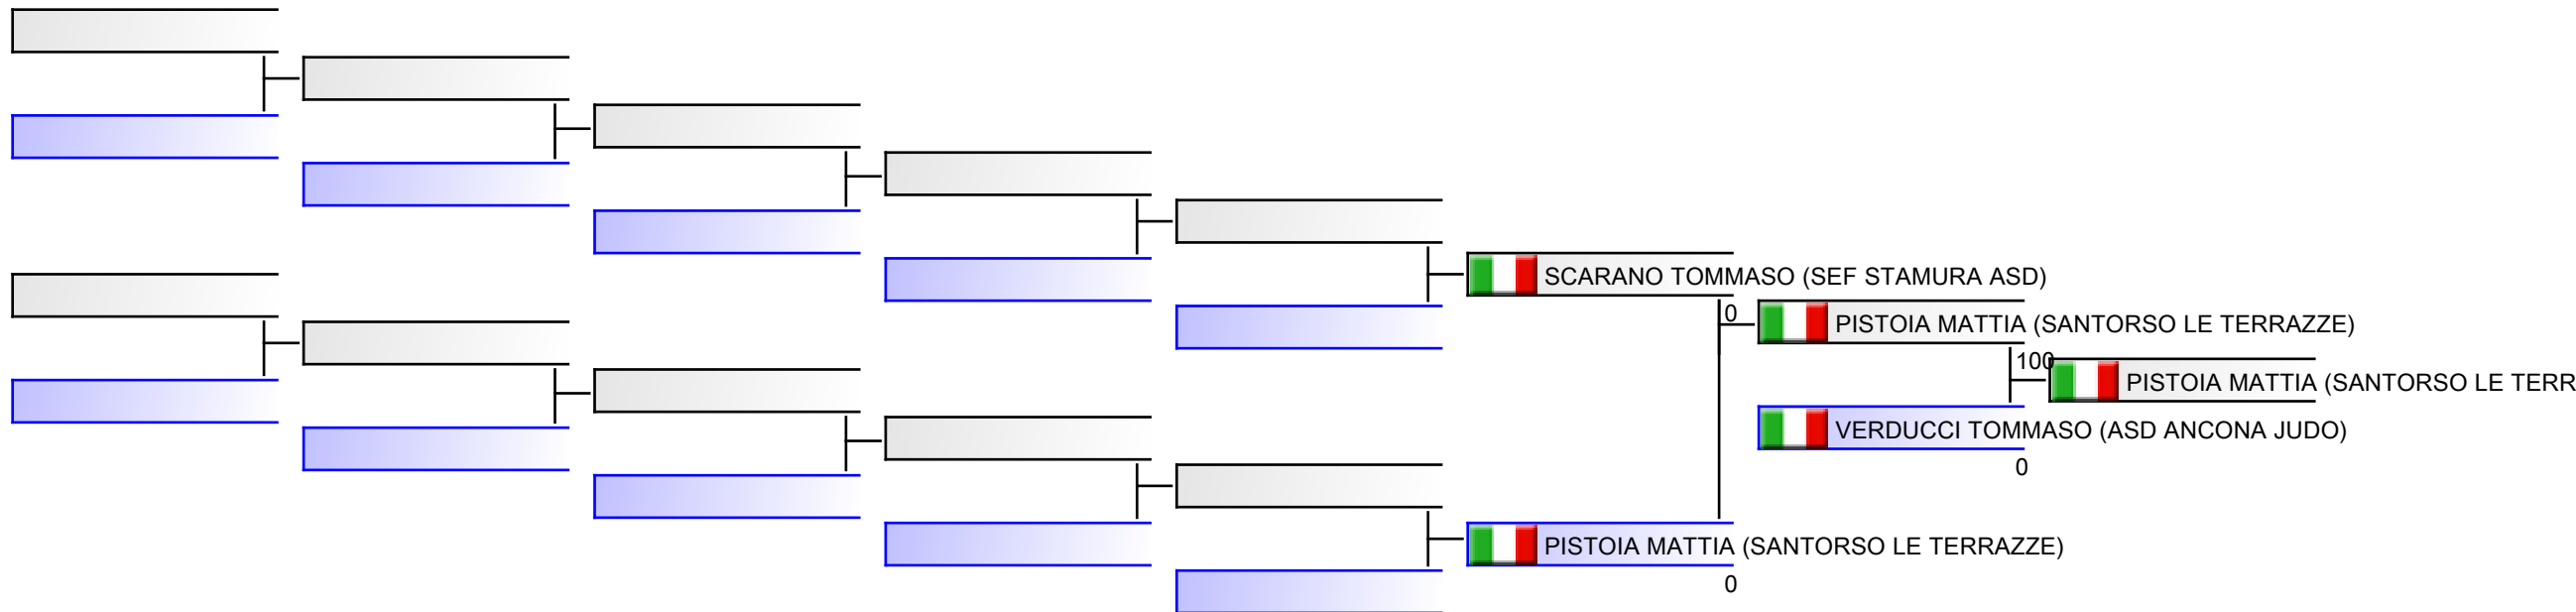 SCARANO TOMMASO (SEF STAMURA ASD)
0
PISTOIA MATTIA (SANTORSO LE TERRAZZE)
100
PISTOIA MATTIA (SANTORSO LE TERR
VERDUCCI TOMMASO (ASD ANCONA JUDO)
0
PISTOIA MATTIA (SANTORSO LE TERRAZZE)
0